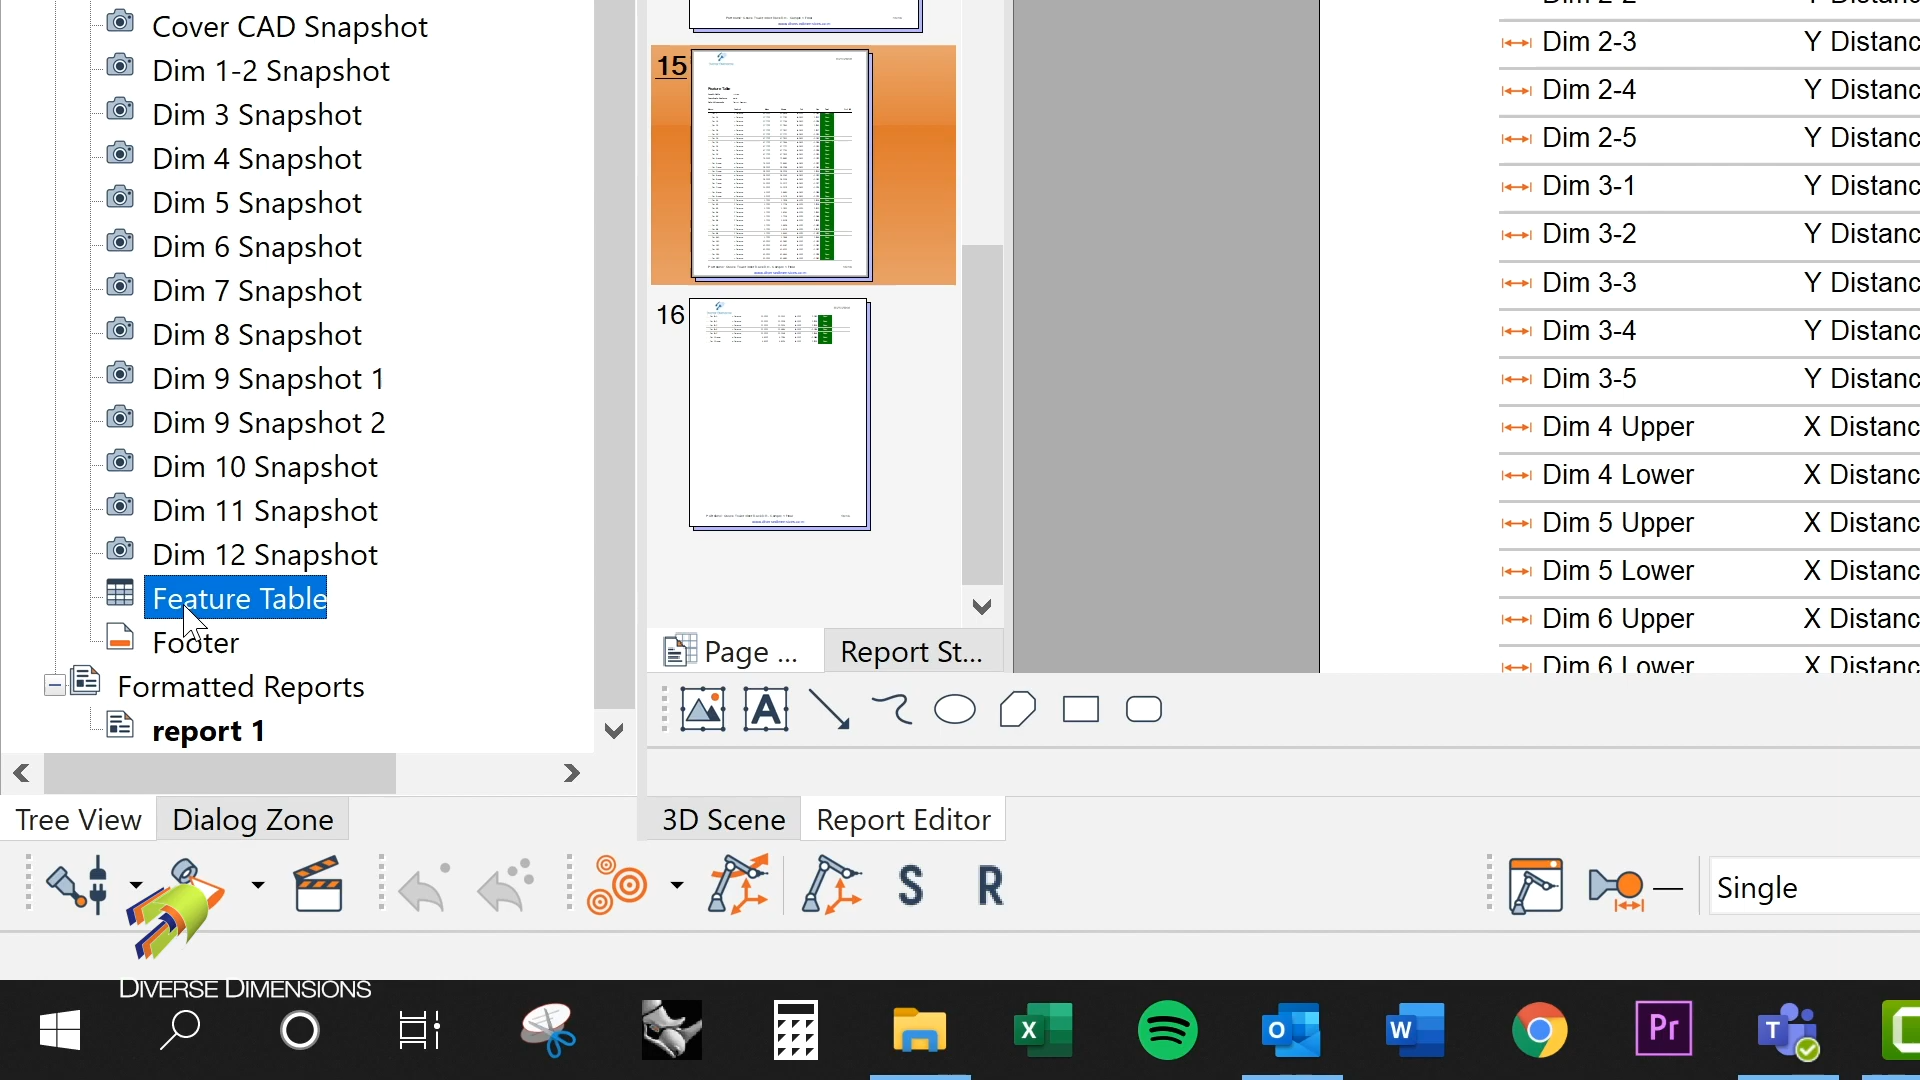 Cover CAD Snapshot
Dim 1-2 Snapshot
Dim 3 Snapshot
Dim 4 Snapshot
Dim 5 Snapshot
Dim 6 Snapshot
Dim 7 Snapshot
Dim 8 Snapshot
Dim 9 Snapshot 1
Dim 9 Snapshot 2
Dim 10 Snapshot
Dim 11 Snapshot
Dim 12 Snapshot
Feature Table
Footer
Formatted Reports
report 1
Tree View Dialog Zone
15
Feature Table
16
Page ... Report St...
A
3D Scene Report Editor
Dim 2-3 Y Distanc
Dim 2-4 Y Distanc
Dim 2-5 Y Distanc
Dim 3-1 Y Distanc
Dim 3-2 Y Distanc
Dim 3-3 Y Distanc
Dim 3-4 Y Distanc
Dim 3-5 Y Distanc
Dim 4 Upper X Distanc
Dim 4 Lower X Distanc
Dim 5 Upper X Distanc
Dim 5 Lower X Distanc
Dim 6 Upper X Distanc
Dim 6 Lower X Distanc
S R
Single
DIVERSE DIMENSIONS
X O W Pr T